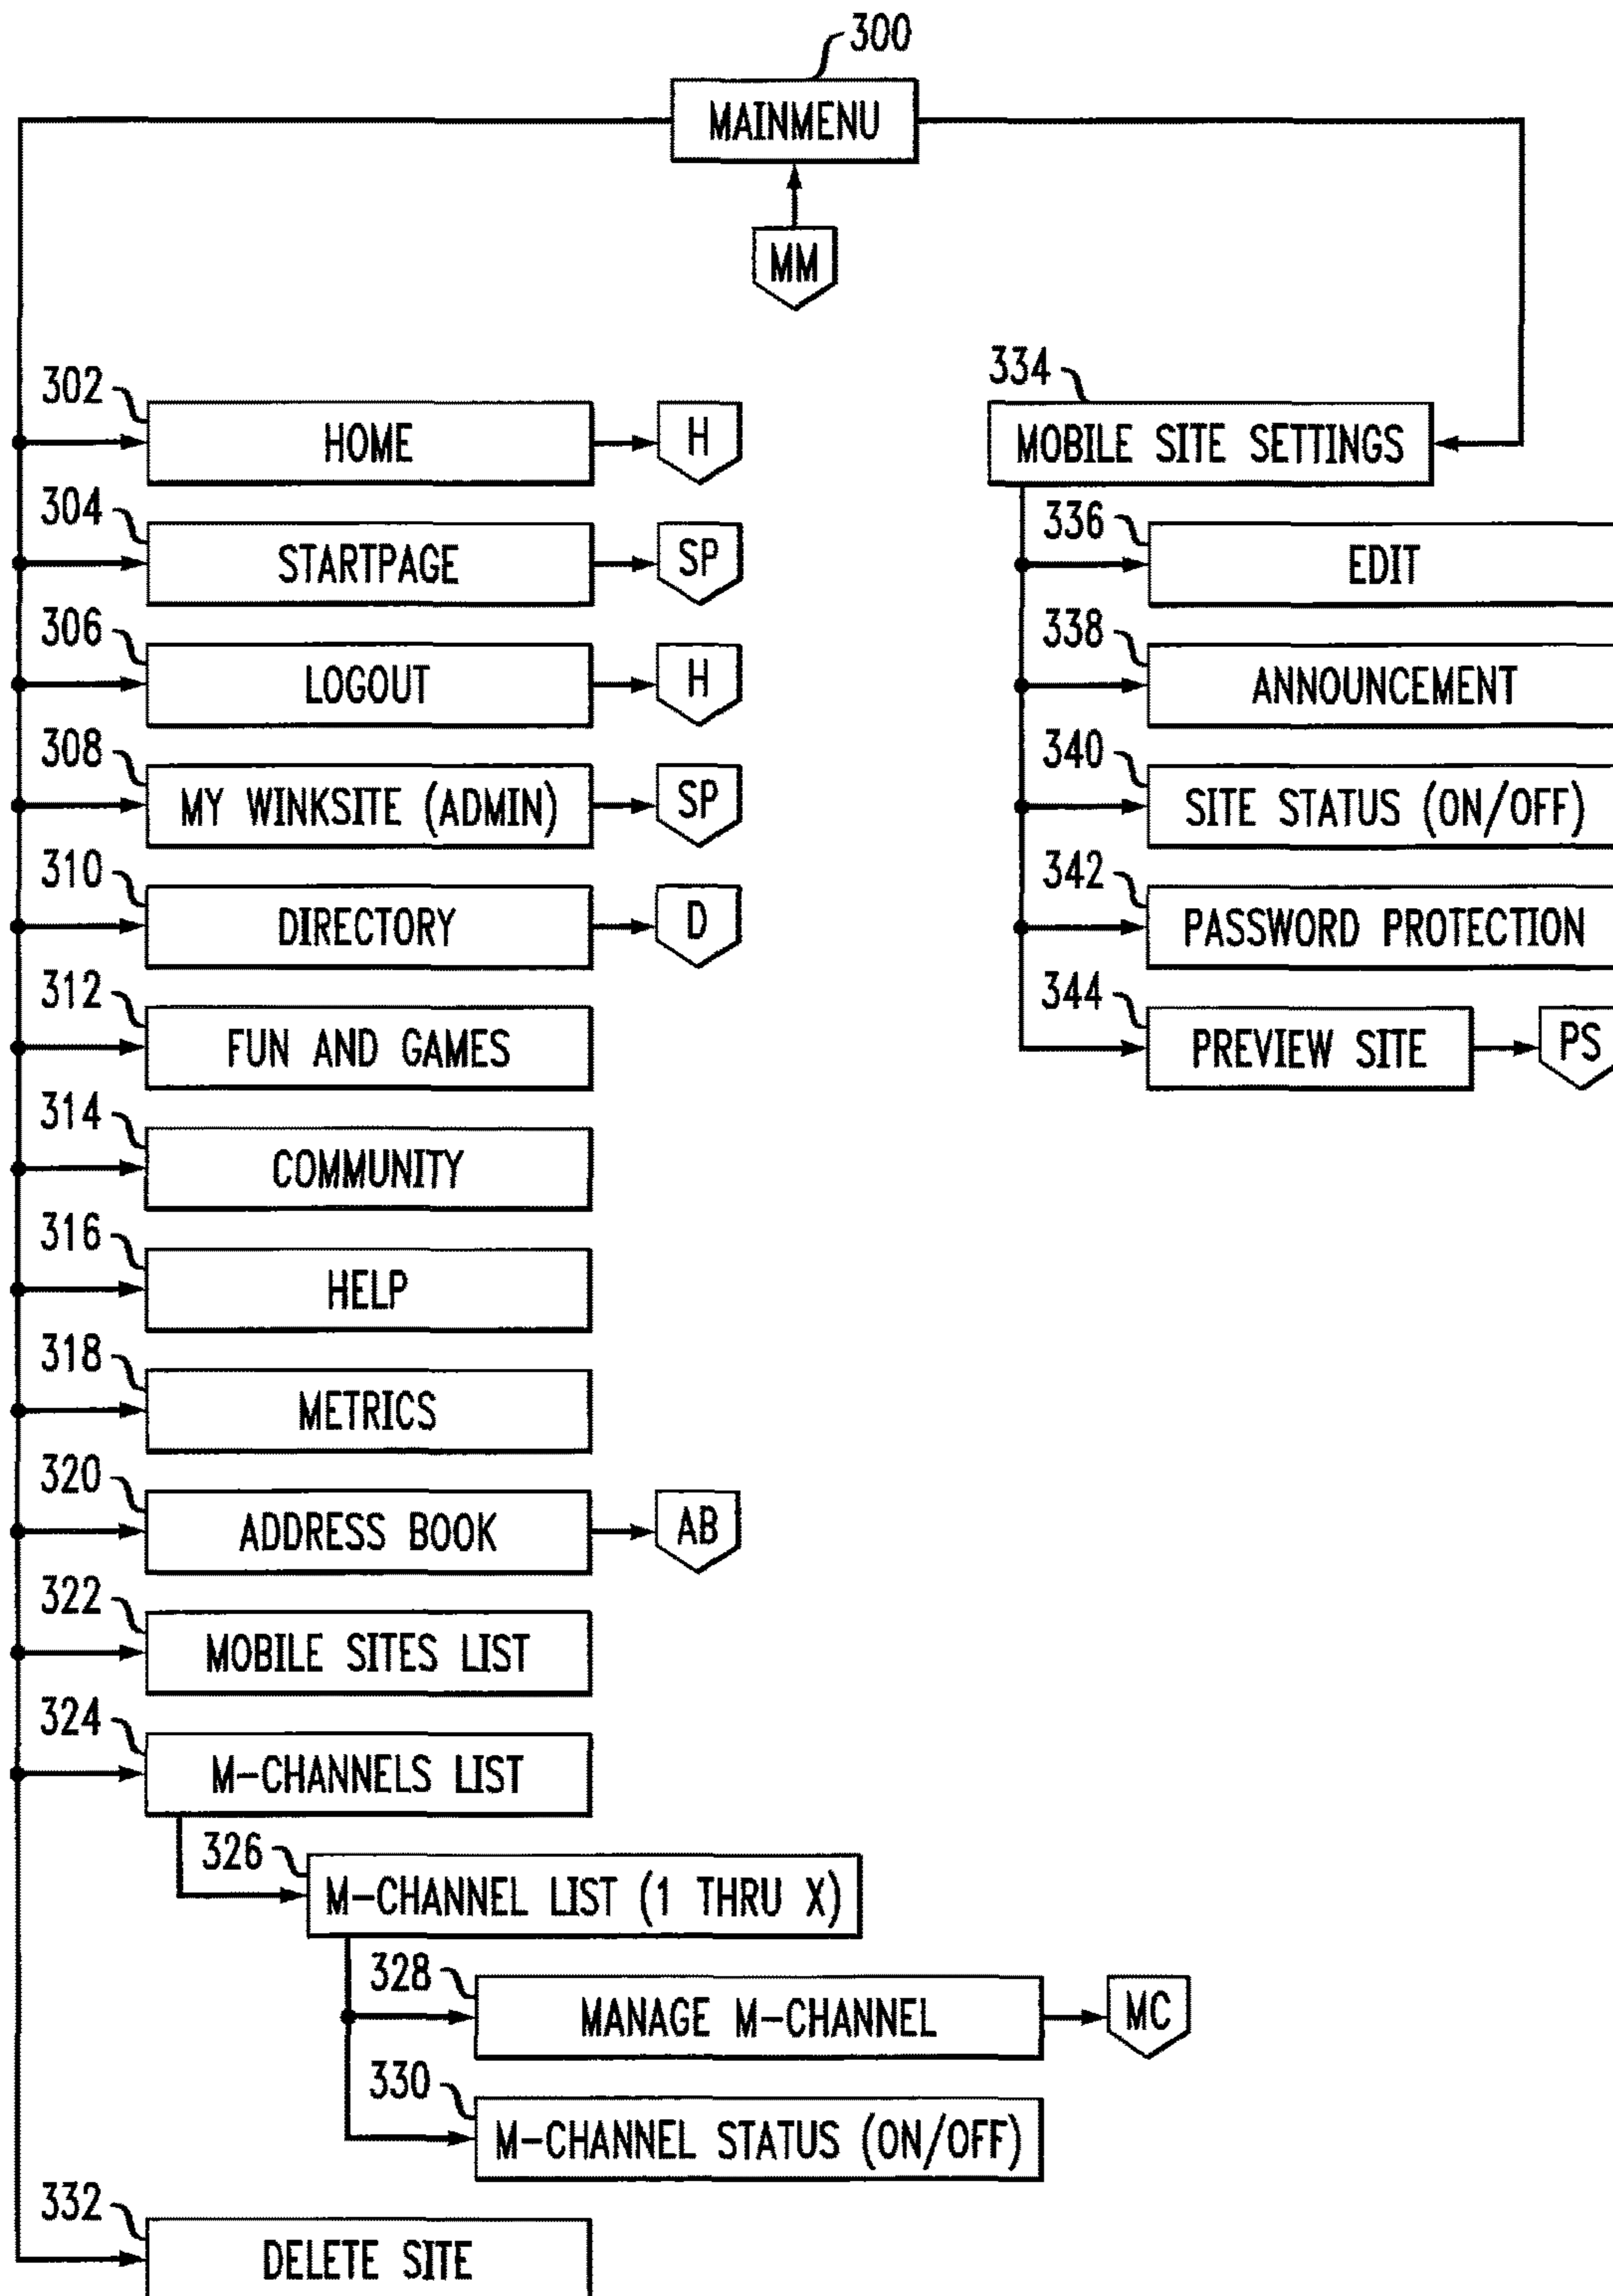 300
MAINMENU
MM
302
HOME
H
304
STARTPAGE
SP
306
LOGOUT
H
308
MY WINKSITE (ADMIN)
SP
310
DIRECTORY
D
312
FUN AND GAMES
314
COMMUNITY
316
HELP
318
METRICS
320
ADDRESS BOOK
AB
322
MOBILE SITES LIST
324
M-CHANNELS LIST
326
M-CHANNEL LIST (1 THRU X)
328
MANAGE M-CHANNEL
MC
330
M-CHANNEL STATUS (ON/OFF)
332
DELETE SITE
334
MOBILE SITE SETTINGS
336
EDIT
338
ANNOUNCEMENT
340
SITE STATUS (ON/OFF)
342
PASSWORD PROTECTION
344
PREVIEW SITE
PS